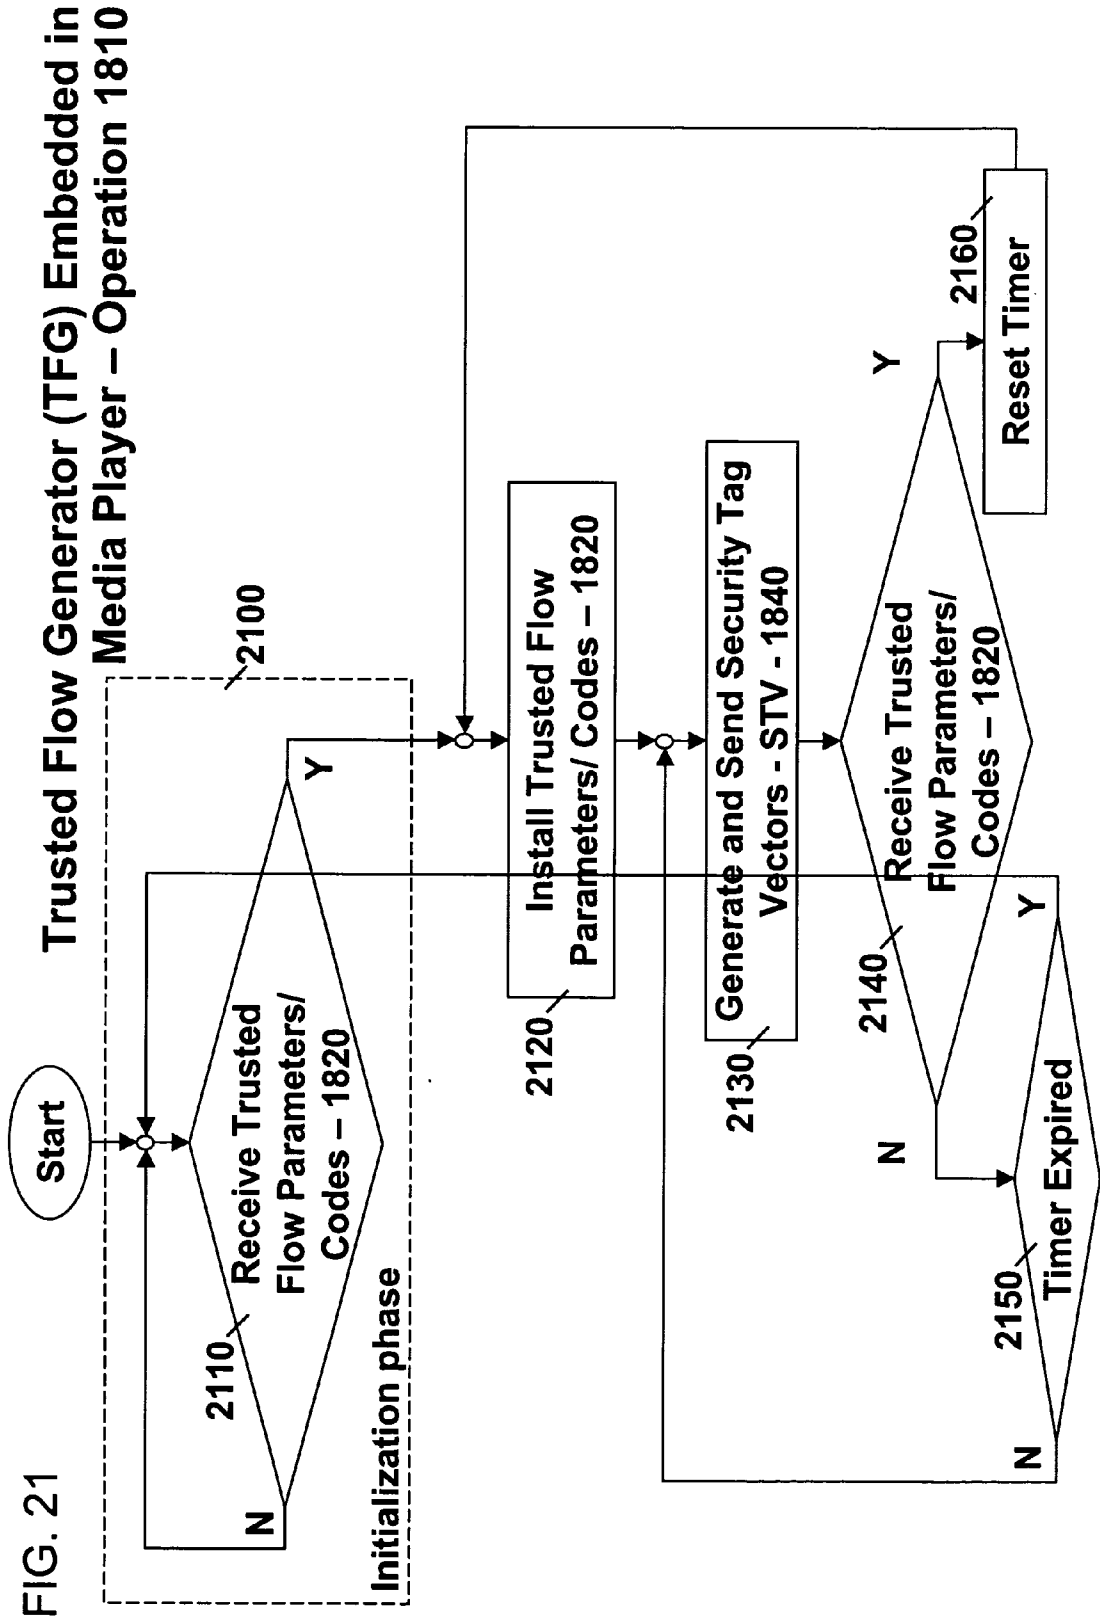 FIG. 21
Trusted Flow Generator (TFG) Embedded in
Media Player – Operation 1810
Start
2100
2110
Receive Trusted
Flow Parameters/
Codes – 1820
N
Y
Initialization phase
2120
Install Trusted Flow
Parameters/ Codes – 1820
2130
Generate and Send Security Tag
Vectors - STV - 1840
2140
Receive Trusted
Flow Parameters/
Codes – 1820
N
Y
2150
Timer Expired
N
Y
2160
Reset Timer